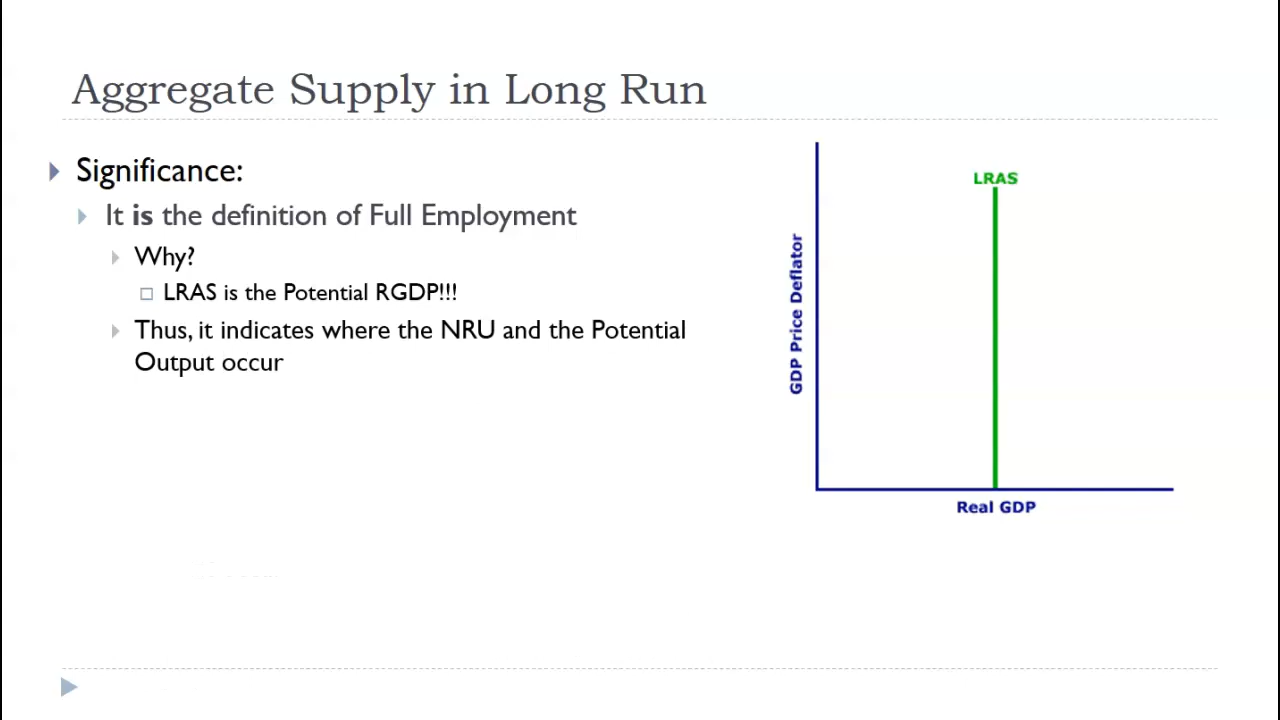 Aggregate Supply in Long Run
Significance:
It is the definition of Full Employment
Why?
LRAS is the Potential RGDP!!!
Thus, it indicates where the NRU and the Potential
Output occur
LRAS
GDP Price Deflator
Real GDP